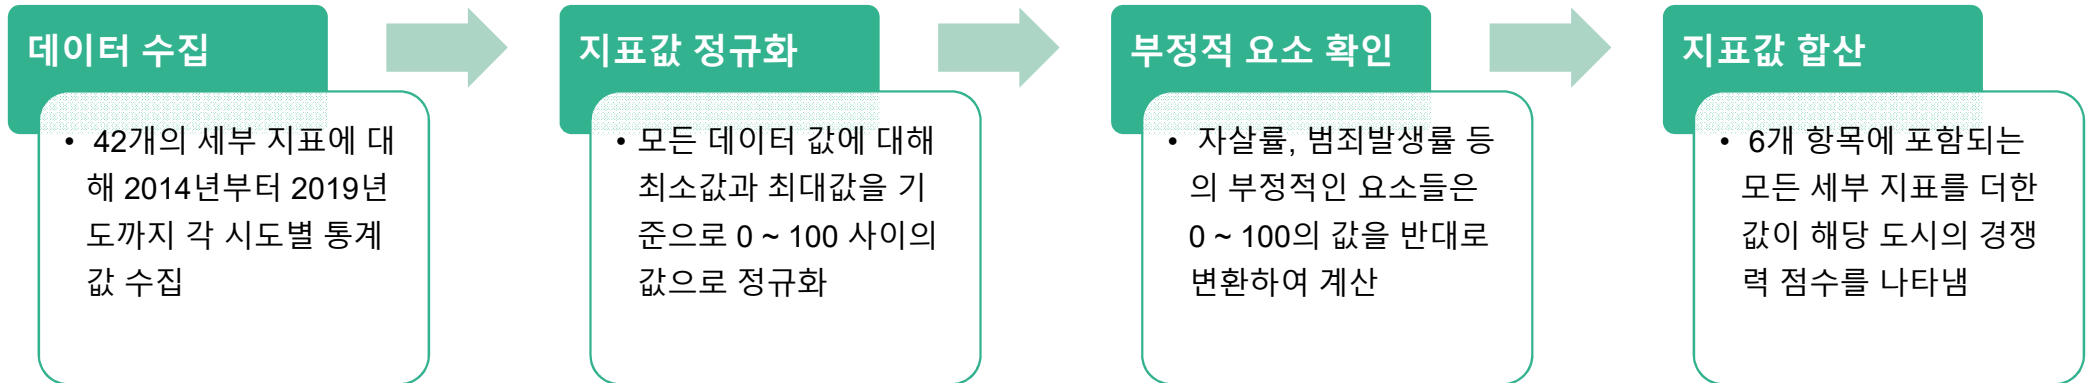 데이터 수집
• 42개의 세부 지표에 대
해 2014년부터 2019년
도까지 각 시도별 통계
값 수집
지표값 정규화
• 모든 데이터 값에 대해
최소값과 최대값을 기
준으로 0 ~ 100 사이의
값으로 정규화
부정적 요소 확인
• 자살률, 범죄발생률 등
의 부정적인 요소들은
0 ~ 100의 값을 반대로
변환하여 계산
지표값 합산
• 6개 항목에 포함되는
모든 세부 지표를 더한
값이 해당 도시의 경쟁
력 점수를 나타냄